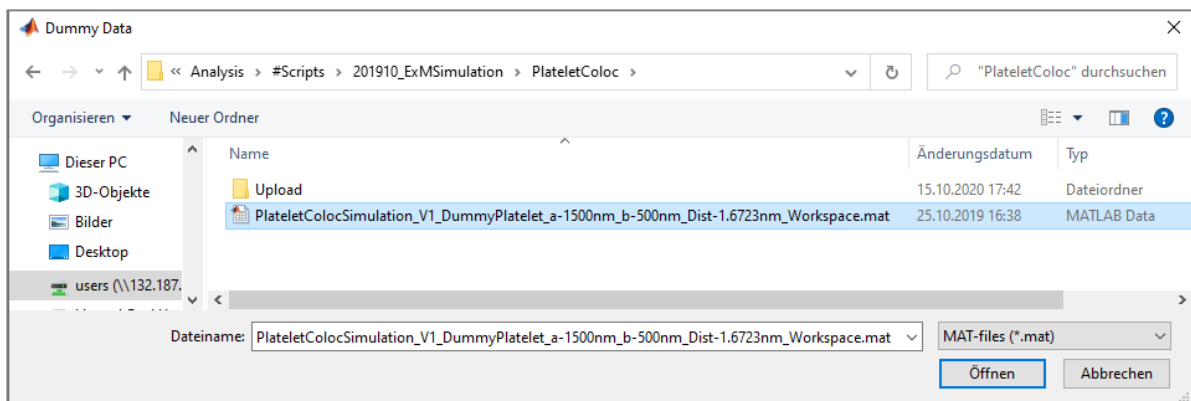 Dummy Data
« Analysis > #Scripts > 201910_ExMSimulation > PlateletColoc >
"PlateletColoc" durchsuchen
Organisieren Neuer Ordner
Name Änderungsdatum Typ
Dieser PC
3D-Objekte
Bilder
Desktop
users (\\132.187.
Upload 15.10.2020 17:42 Dateiordner
PlateletColocSimulation_V1_DummyPlatelet_a-1500nm_b-500nm_Dist-1.6723nm_Workspace.mat 25.10.2019 16:38 MATLAB Data
Dateiname: PlateletColocSimulation_V1_DummyPlatelet_a-1500nm_b-500nm_Dist-1.6723nm_Workspace.mat MAT-files (*.mat)
Öffnen Abbrechen